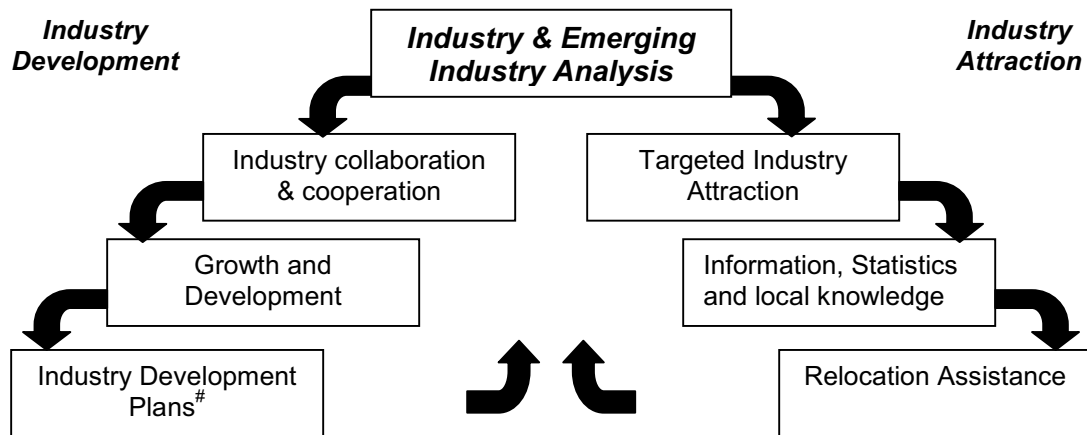 Industry
Development
Industry & Emerging
Industry Analysis
Industry
Attraction
Industry collaboration
& cooperation
Targeted Industry
Attraction
Growth and
Development
Information, Statistics
and local knowledge
Industry Development
Plans#
Relocation Assistance